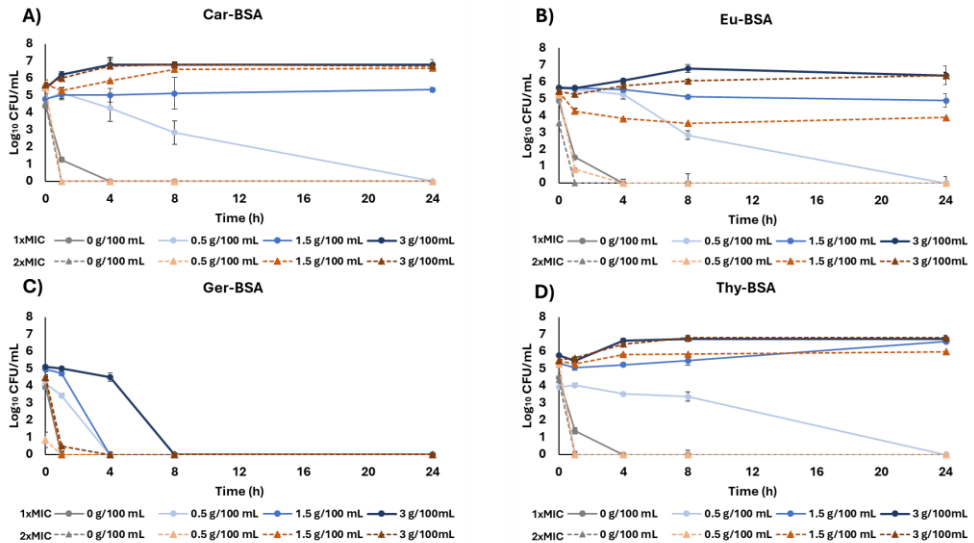 A)
Car-BSA
Log₁₀ CFU/mL
8
7
6
5
4
3
2
1
0
0 4 8 12 16 20 24
Time (h)
1xMIC 0 g/100 mL 0.5 g/100 mL 1.5 g/100 mL 3 g/100mL
2xMIC 0 g/100 mL 0.5 g/100 mL 1.5 g/100 mL 3 g/100mL
B)
Eu-BSA
Log₁₀ CFU/mL
8
7
6
5
4
3
2
1
0
0 4 8 12 16 20 24
Time (h)
1xMIC 0 g/100 mL 0.5 g/100 mL 1.5 g/100 mL 3 g/100mL
2xMIC 0 g/100 mL 0.5 g/100 mL 1.5 g/100 mL 3 g/100mL
C)
Ger-BSA
Log₁₀ CFU/mL
8
7
6
5
4
3
2
1
0
0 4 8 12 16 20 24
Time (h)
1xMIC 0 g/100 mL 0.5 g/100 mL 1.5 g/100 mL 3 g/100mL
2xMIC 0 g/100 mL 0.5 g/100 mL 1.5 g/100 mL 3 g/100mL
D)
Thy-BSA
Log₁₀ CFU/mL
8
7
6
5
4
3
2
1
0
0 4 8 12 16 20 24
Time (h)
1xMIC 0 g/100 mL 0.5 g/100 mL 1.5 g/100 mL 3 g/100mL
2xMIC 0 g/100 mL 0.5 g/100 mL 1.5 g/100 mL 3 g/100mL